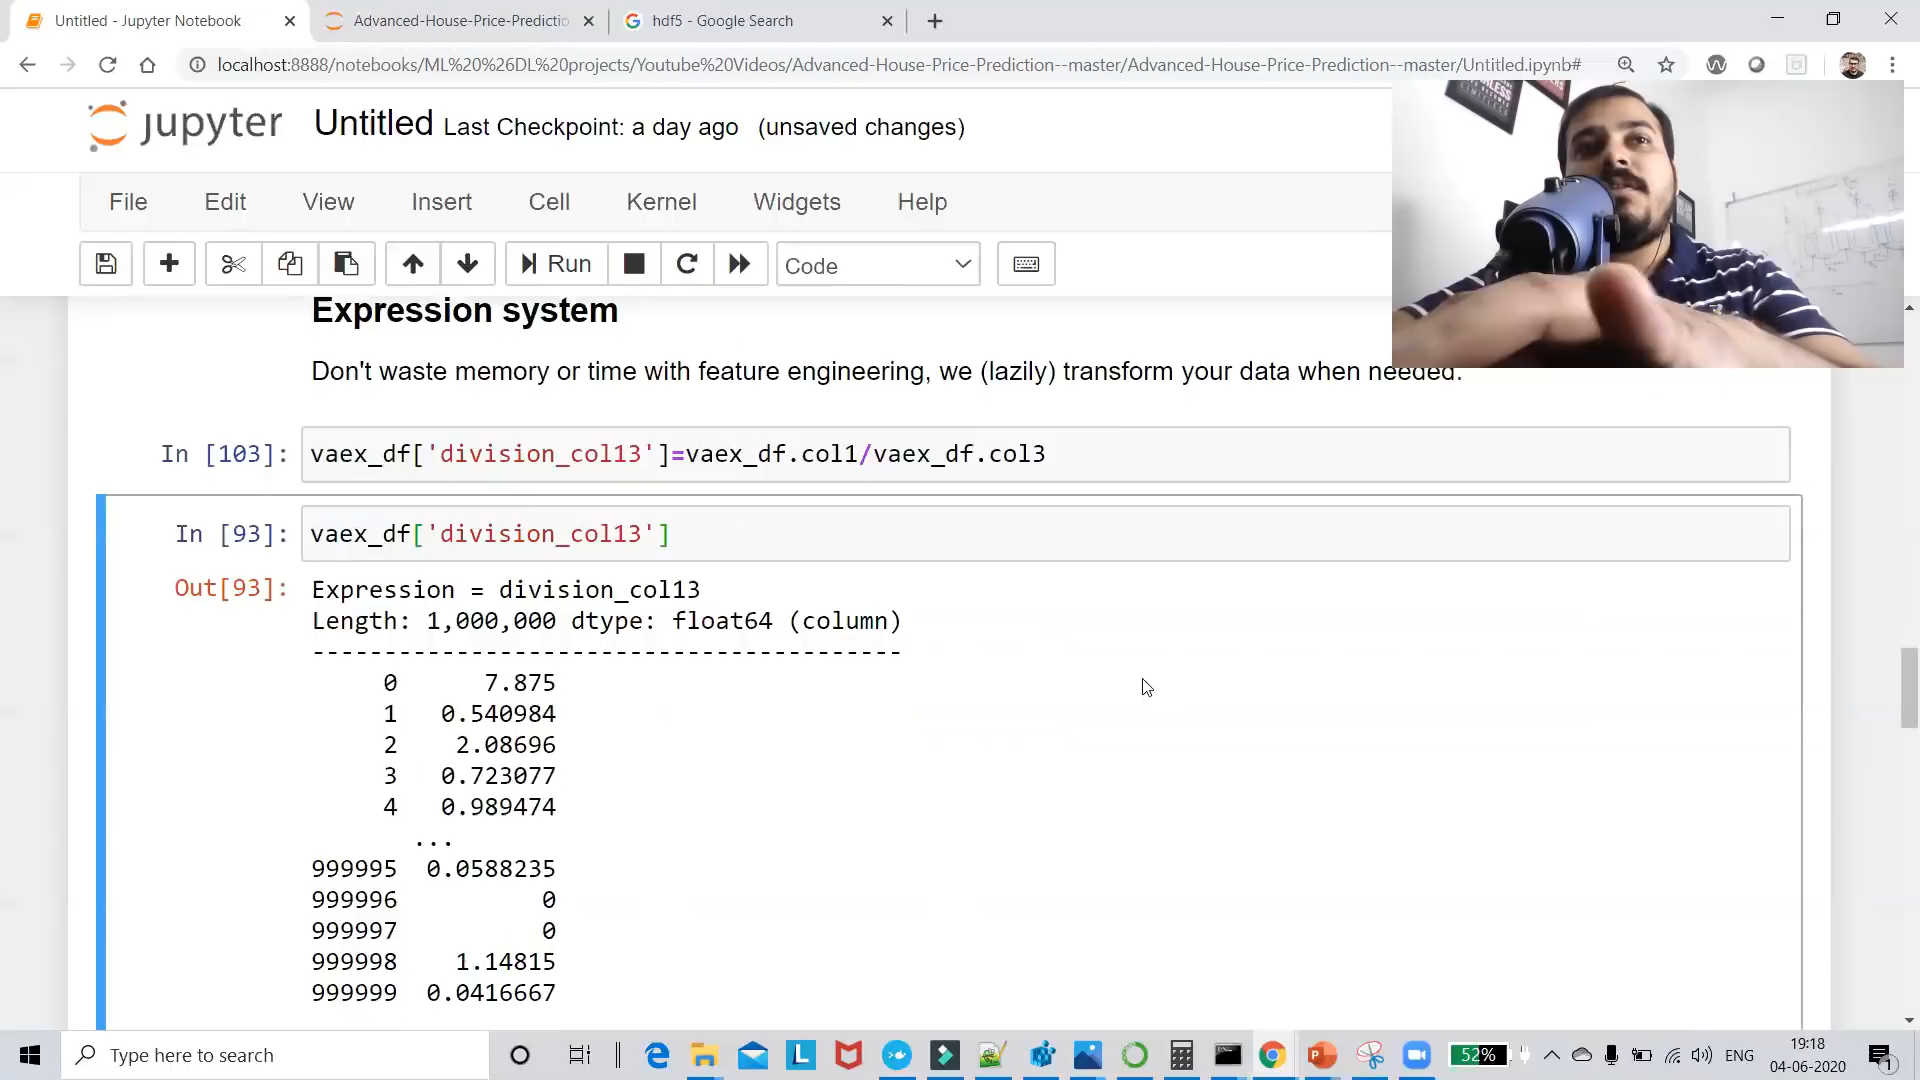 Untitled - Jupyter Notebook
Advanced-House-Price-Predictio
hdf5 - Google Search
localhost:8888/notebooks/ML%20%26DL%20projects/Youtube%20Videos/Advanced-House-Price-Prediction--master/Advanced-House-Price-Prediction--master/Untitled.ipynb#
jupyter Untitled Last Checkpoint: a day ago (unsaved changes)
File Edit View Insert Cell Kernel Widgets Help
Run Code
Expression system
Don't waste memory or time with feature engineering, we (lazily) transform your data when needed.
In [103]: vaex_df['division_col13']=vaex_df.col1/vaex_df.col3
In [93]: vaex_df['division_col13']
Out[93]: Expression = division_col13
Length: 1,000,000 dtype: float64 (column)
-----------------------------------------
0 7.875
1 0.540984
2 2.08696
3 0.723077
4 0.989474
...
999995 0.0588235
999996 0
999997 0
999998 1.14815
999999 0.0416667
Type here to search
52%
ENG
19:18
04-06-2020
1